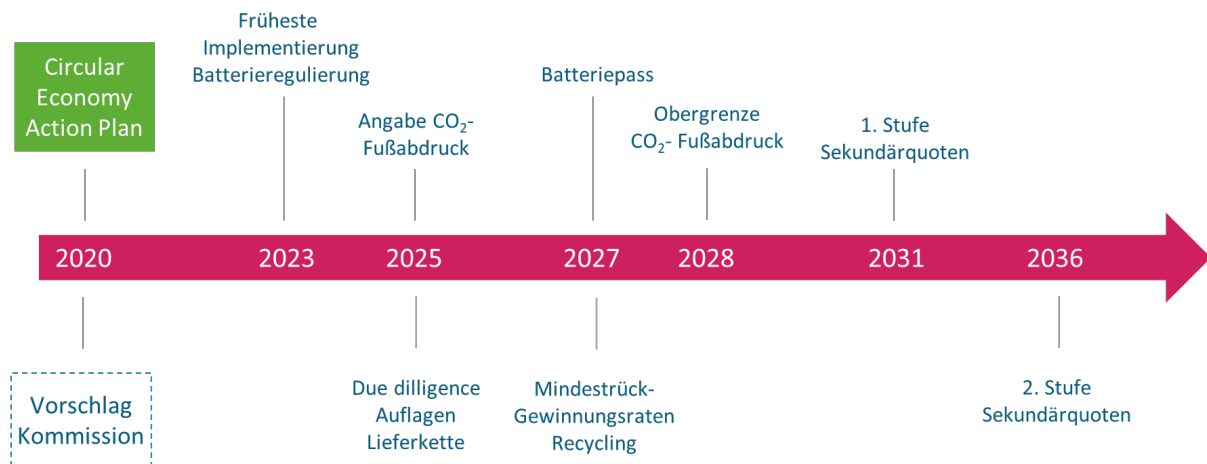 Circular
Economy
Action Plan
Früheste
Implementierung
Batterieregulierung
Angabe CO₂-
Fußabdruck
Batteriepass
Obergrenze
CO₂- Fußabdruck
1. Stufe
Sekundärquoten
2020
2023
2025
2027
2028
2031
2036
Vorschlag
Kommission
Due dilligence
Auflagen
Lieferkette
Mindestrück-
Gewinnungsraten
Recycling
2. Stufe
Sekundärquoten